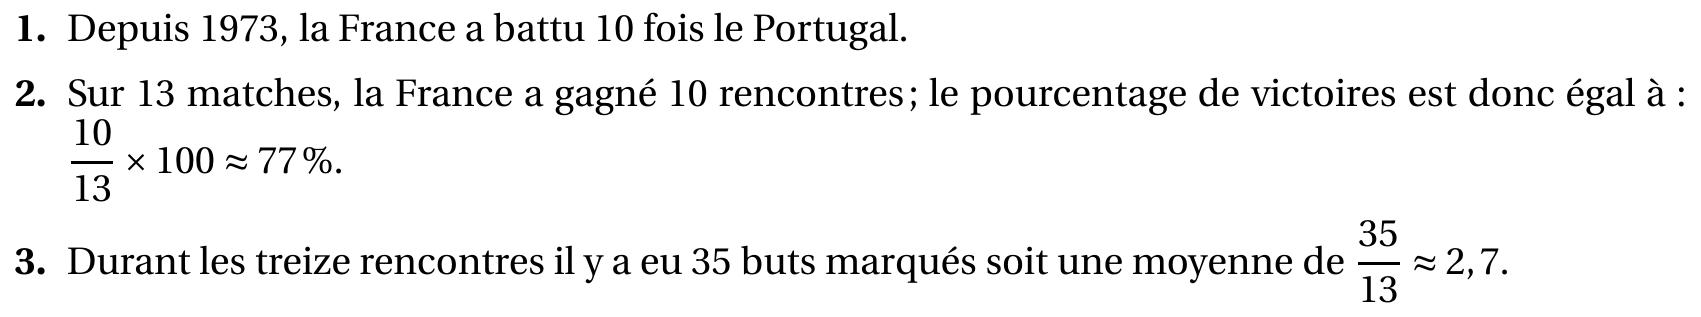 1. Depuis 1973, la France a battu 10 fois le Portugal.
2. Sur 13 matches, la France a gagné 10 rencontres ; le pourcentage de victoires est donc égal à :
10/13 × 100 ≈ 77 %.
3. Durant les treize rencontres il y a eu 35 buts marqués soit une moyenne de 35/13 ≈ 2,7.